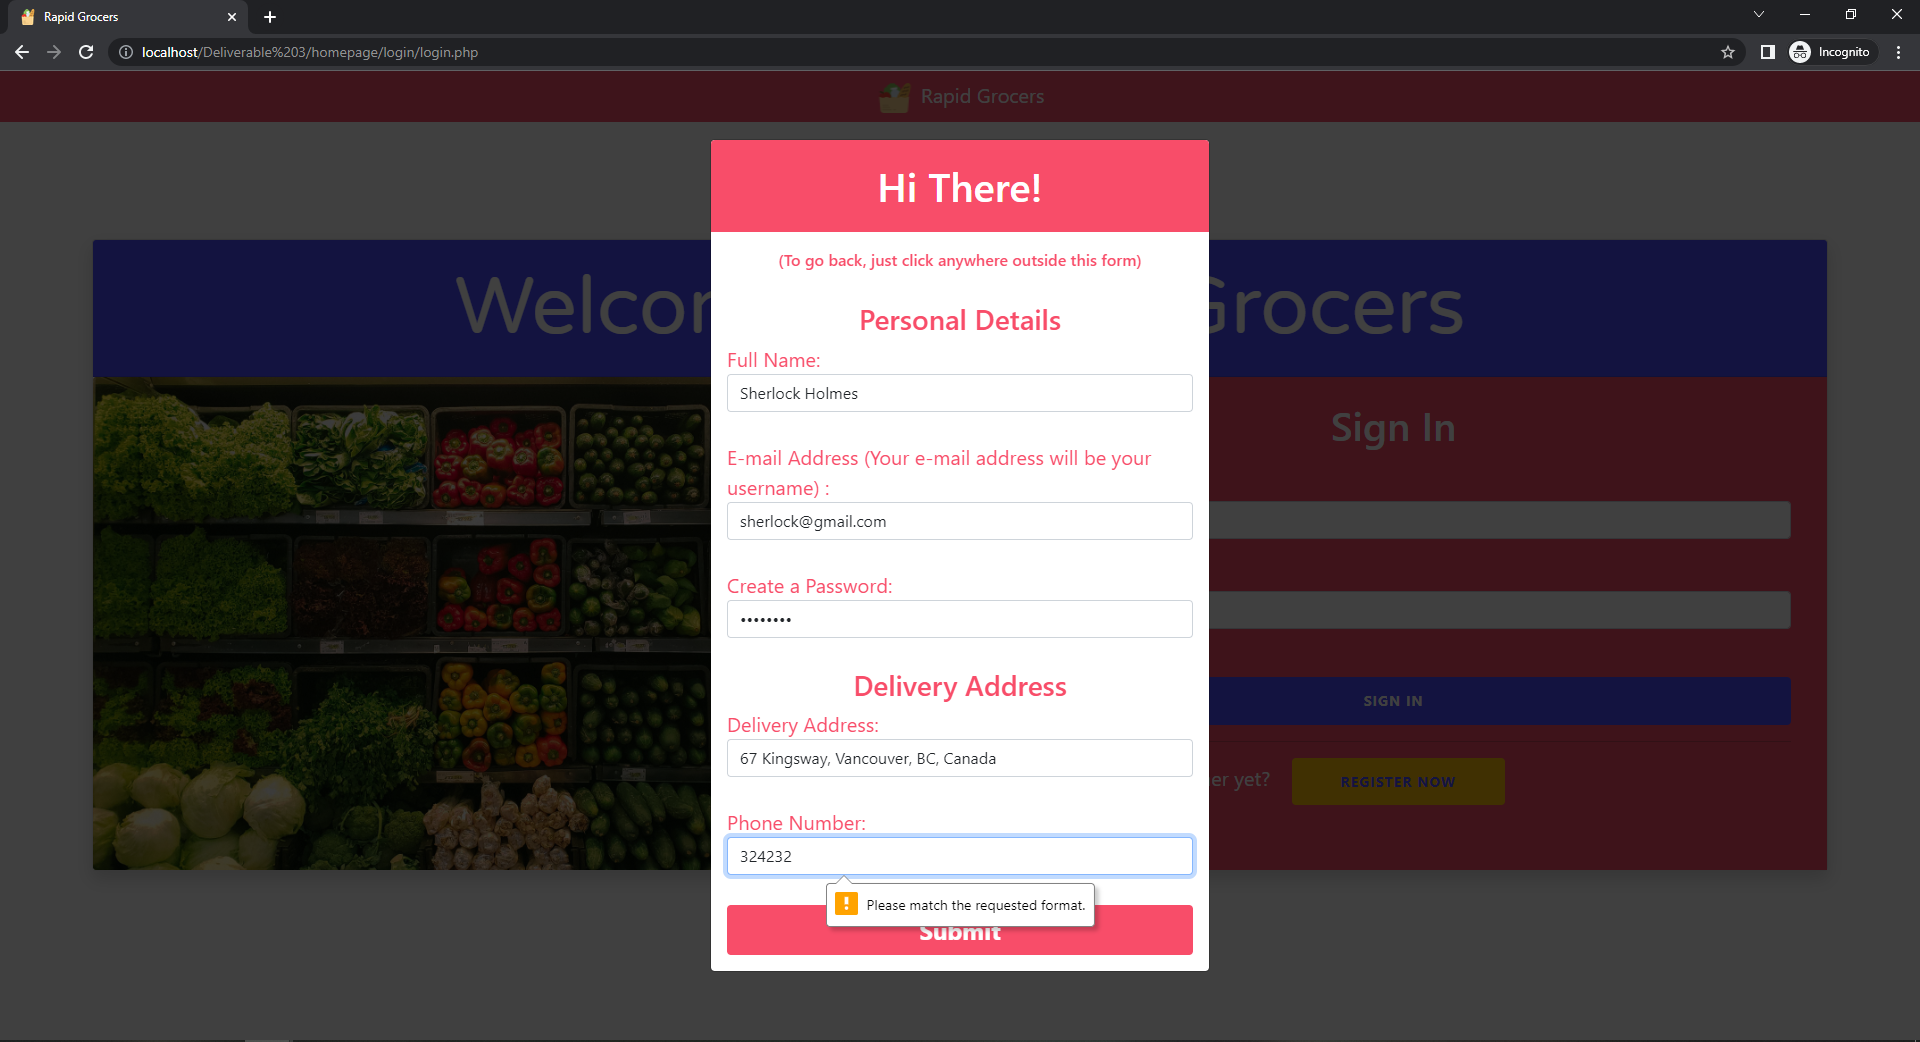 Rapid Grocers
localhost/Deliverable%203/homepage/login/login.php
Incognito
Rapid Grocers
Hi There!
(To go back, just click anywhere outside this form)
Welcor
Grocers
Personal Details
Full Name:
Sherlock Holmes
Sign In
E-mail Address (Your e-mail address will be your
username) :
sherlock@gmail.com
Create a Password:
••••••••
Delivery Address
SIGN IN
Delivery Address:
67 Kingsway, Vancouver, BC, Canada
er yet?
REGISTER NOW
Phone Number:
324232
Please match the requested format.
Submit